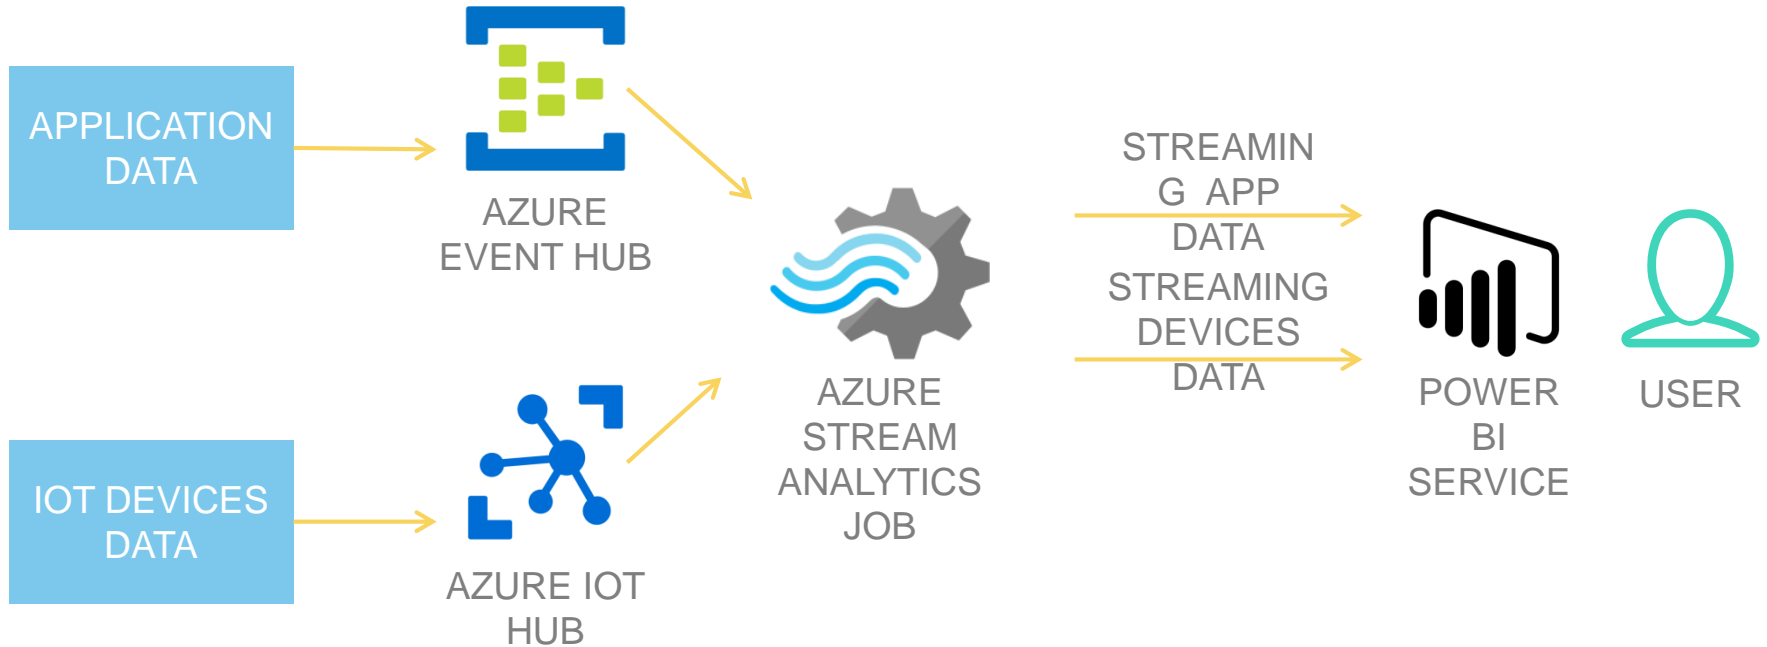 APPLICATION
DATA
AZURE
EVENT HUB
IOT DEVICES
DATA
AZURE IOT
HUB
AZURE
STREAM
ANALYTICS
JOB
STREAMIN
G APP
DATA
STREAMING
DEVICES
DATA
POWER
BI
SERVICE
USER